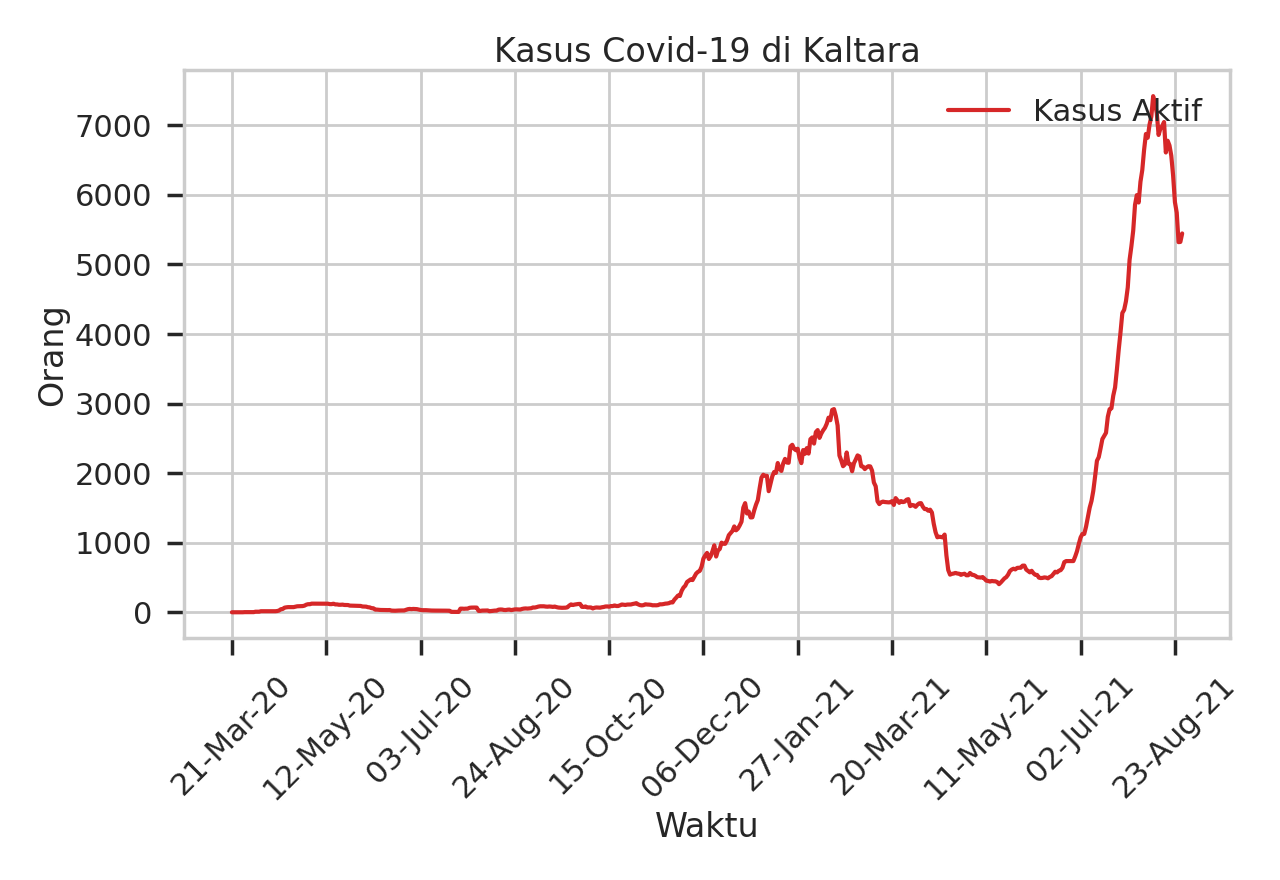 Kasus Covid-19 di Kaltara
Kasus Aktif
7000
6000
5000
4000
3000
2000
1000
0
Orang
21-Mar-20
12-May-20
03-Jul-20
24-Aug-20
15-Oct-20
06-Dec-20
27-Jan-21
20-Mar-21
11-May-21
02-Jul-21
23-Aug-21
Waktu